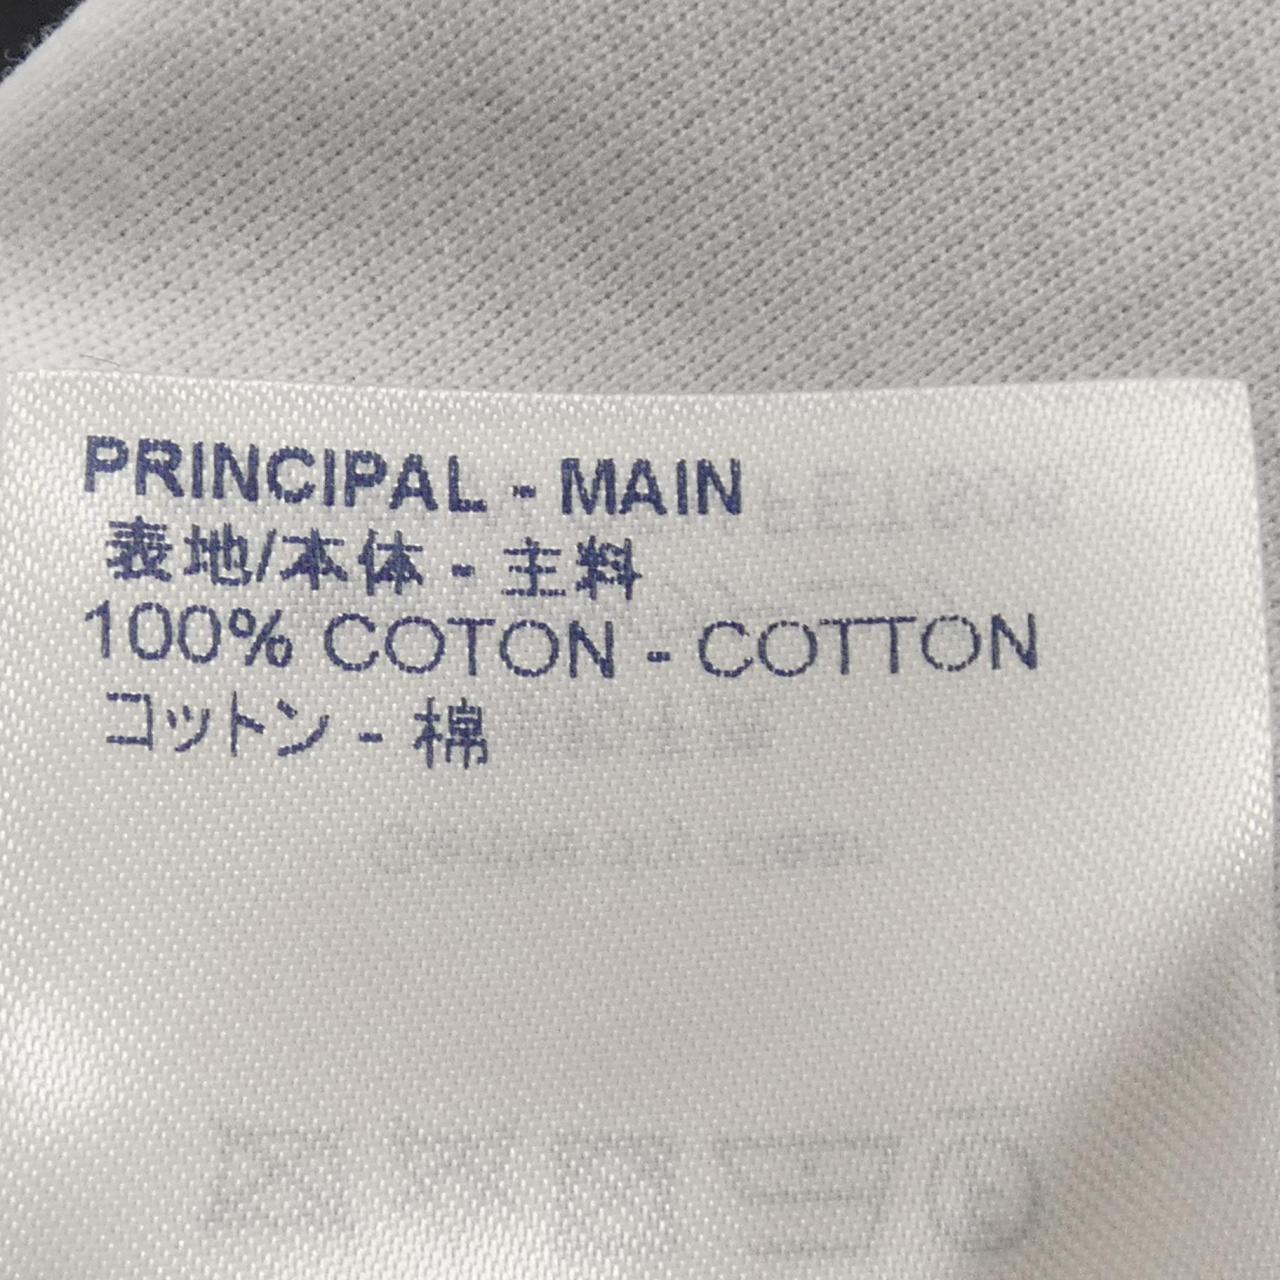 PRINCIPAL - MAIN
表地/本体 - 主料
100% COTON - COTTON
コットン - 棉